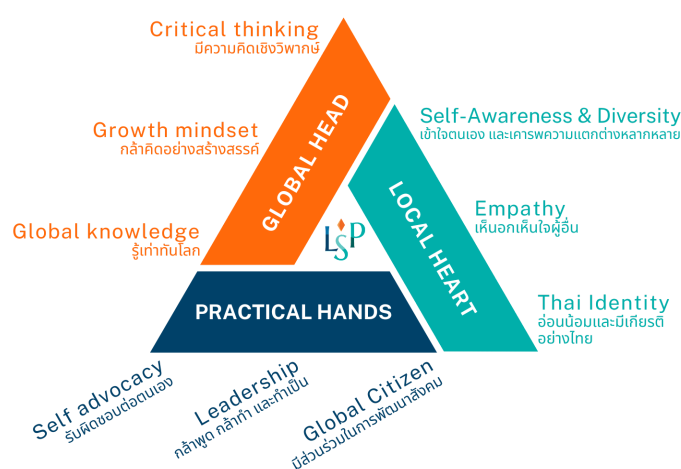 Critical thinking
มีความคิดเชิงวิพากษ์
Growth mindset
กล้าคิดอย่างสร้างสรรค์
Global knowledge
รู้เท่าทันโลก
GLOBAL HEAD
Self-Awareness & Diversity
เข้าใจตนเอง และเคารพความแตกต่างหลากหลาย
Empathy
เห็นอกเห็นใจผู้อื่น
Thai Identity
อ่อนน้อมและมีเกียรติ
อย่างไทย
LOCAL HEART
LSP
PRACTICAL HANDS
Self advocacy
รับผิดชอบต่อตนเอง
Leadership
กล้าพูด กล้าทำ และทำเป็น
Global Citizen
มีส่วนร่วมในการพัฒนาสังคม